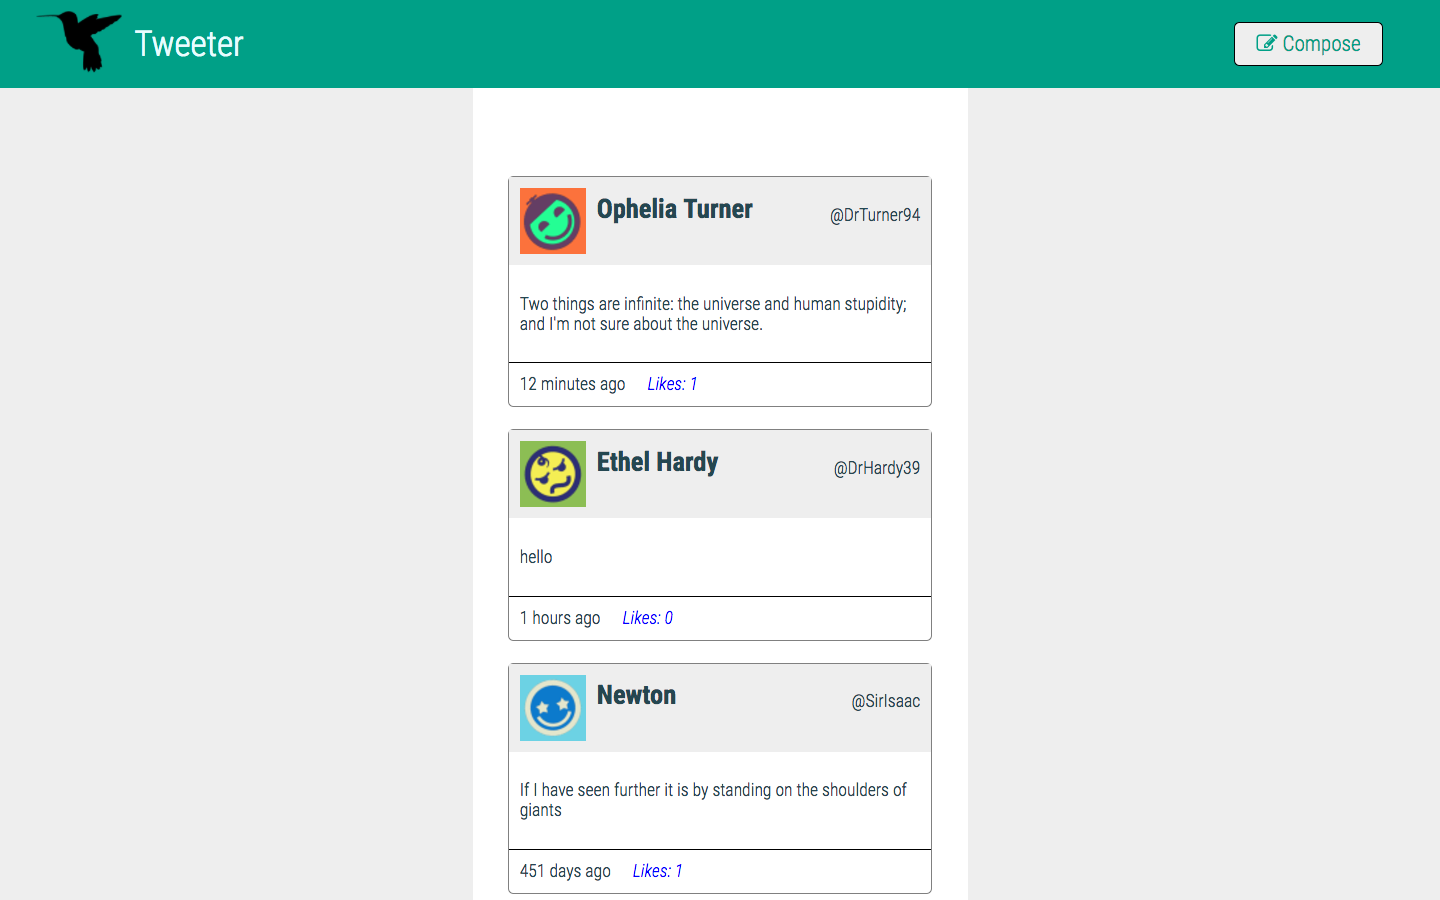 Tweeter
Compose
Ophelia Turner
@DrTurner94
Two things are infinite: the universe and human stupidity;
and I'm not sure about the universe.
12 minutes ago Likes: 1
Ethel Hardy
@DrHardy39
hello
1 hours ago Likes: 0
Newton
@SirIsaac
If I have seen further it is by standing on the shoulders of
giants
451 days ago Likes: 1